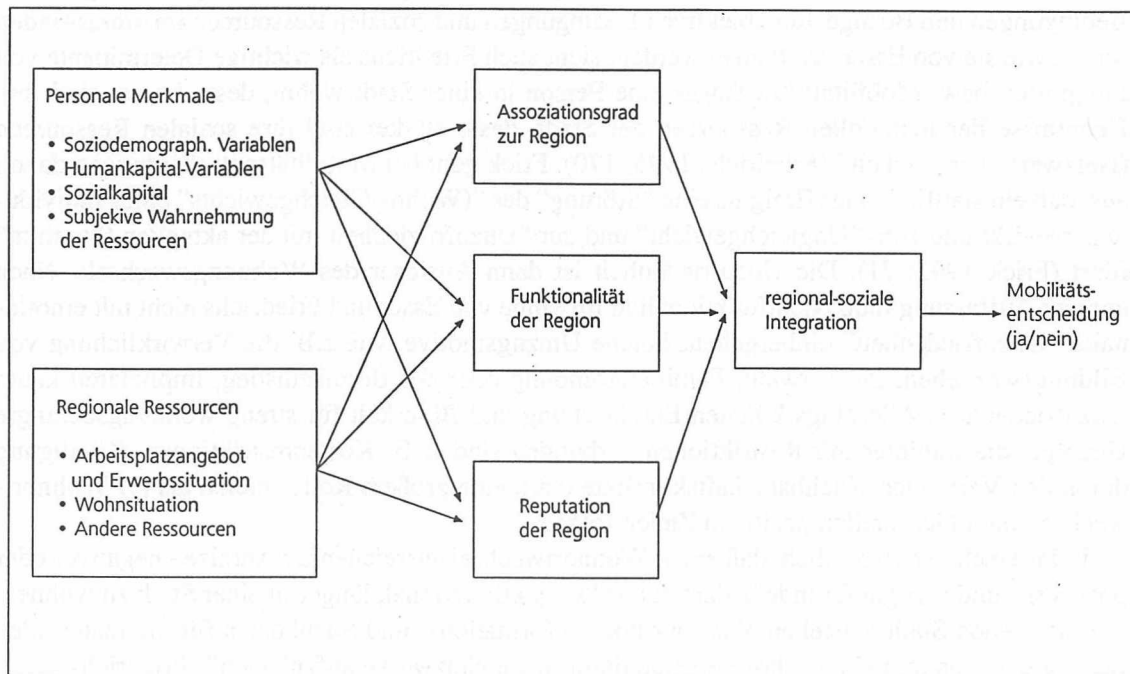 Personale Merkmale
• Soziodemograph. Variablen
• Humankapital-Variablen
• Sozialkapital
• Subjekive Wahrnehmung
der Ressourcen
Regionale Ressourcen
• Arbeitsplatzangebot
und Erwerbssituation
• Wohnsituation
• Andere Ressourcen
Assoziationsgrad
zur Region
Funktionalität
der Region
Reputation
der Region
regional-soziale
Integration
Mobilitäts-
entscheidung
(ja/nein)